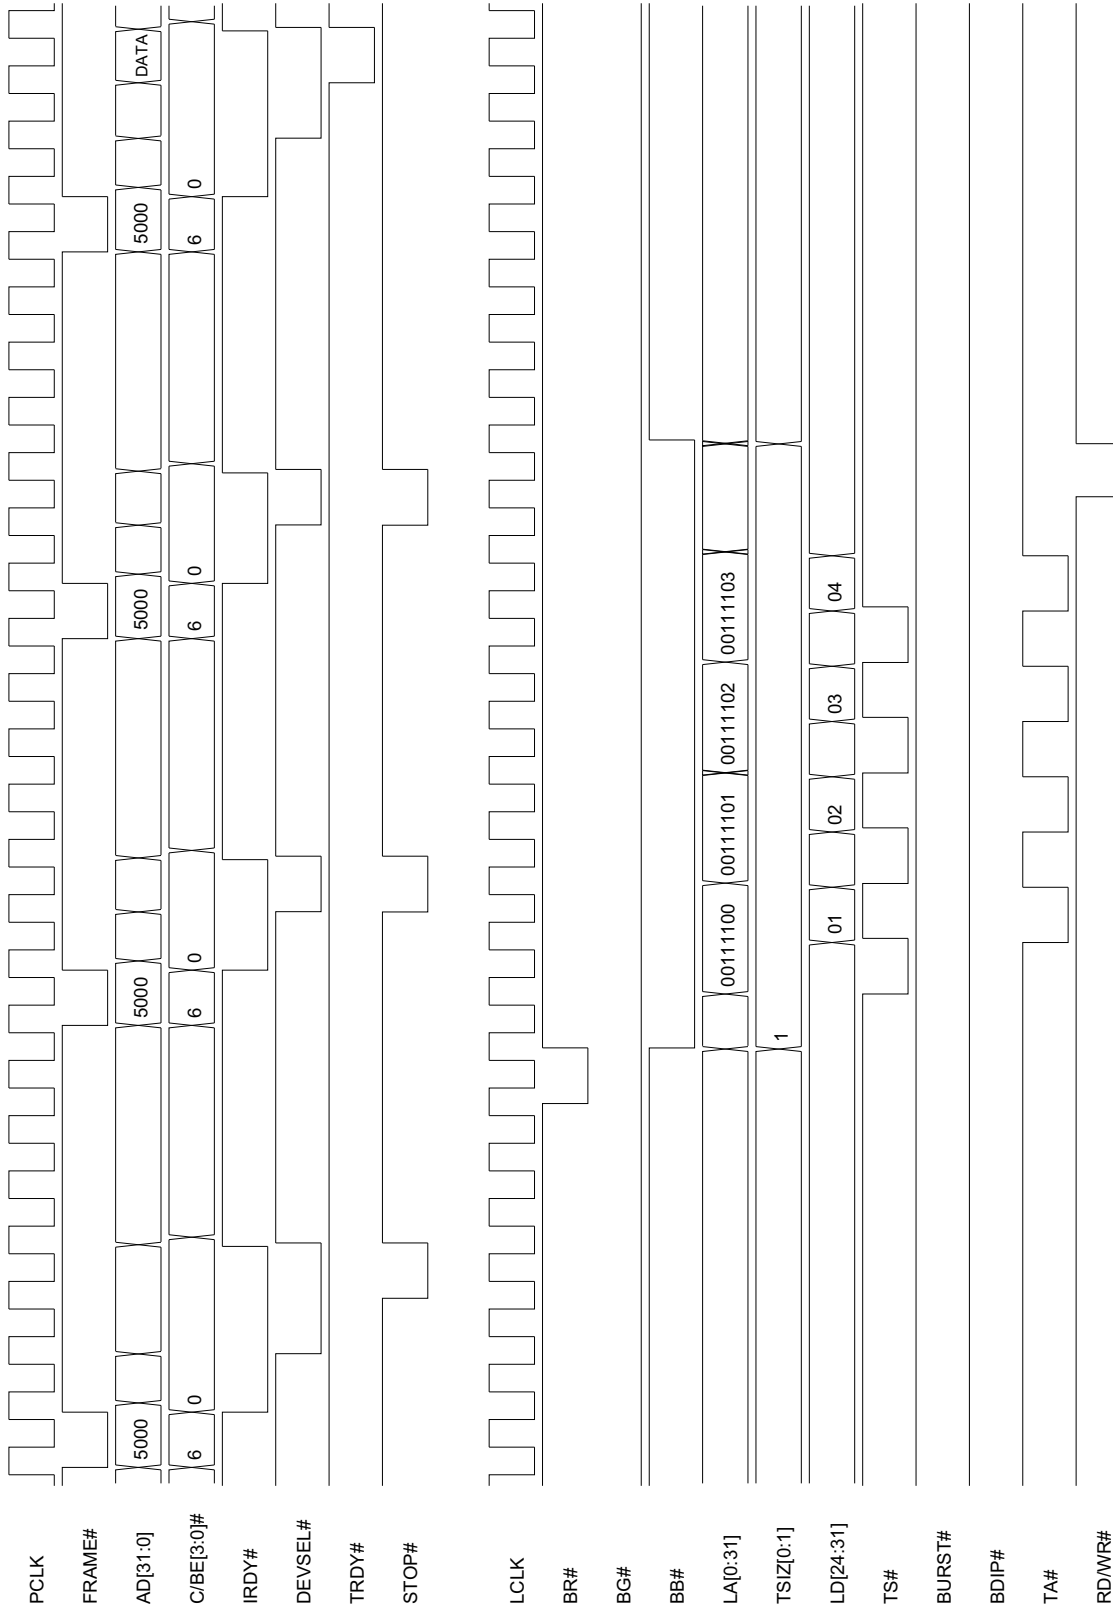 PCLK
FRAME#
AD[31:0] 5000 5000 5000 5000 DATA
C/BE[3:0]# 6 0 6 0 6 0 6 0
IRDY#
DEVSEL#
TRDY#
STOP#
LCLK
BR#
BG#
BB#
LA[0:31] 00111100 00111101 00111102 00111103
TSIZ[0:1] 1
LD[24:31] 01 02 03 04
TS#
BURST#
BDIP#
TA#
RD/WR#